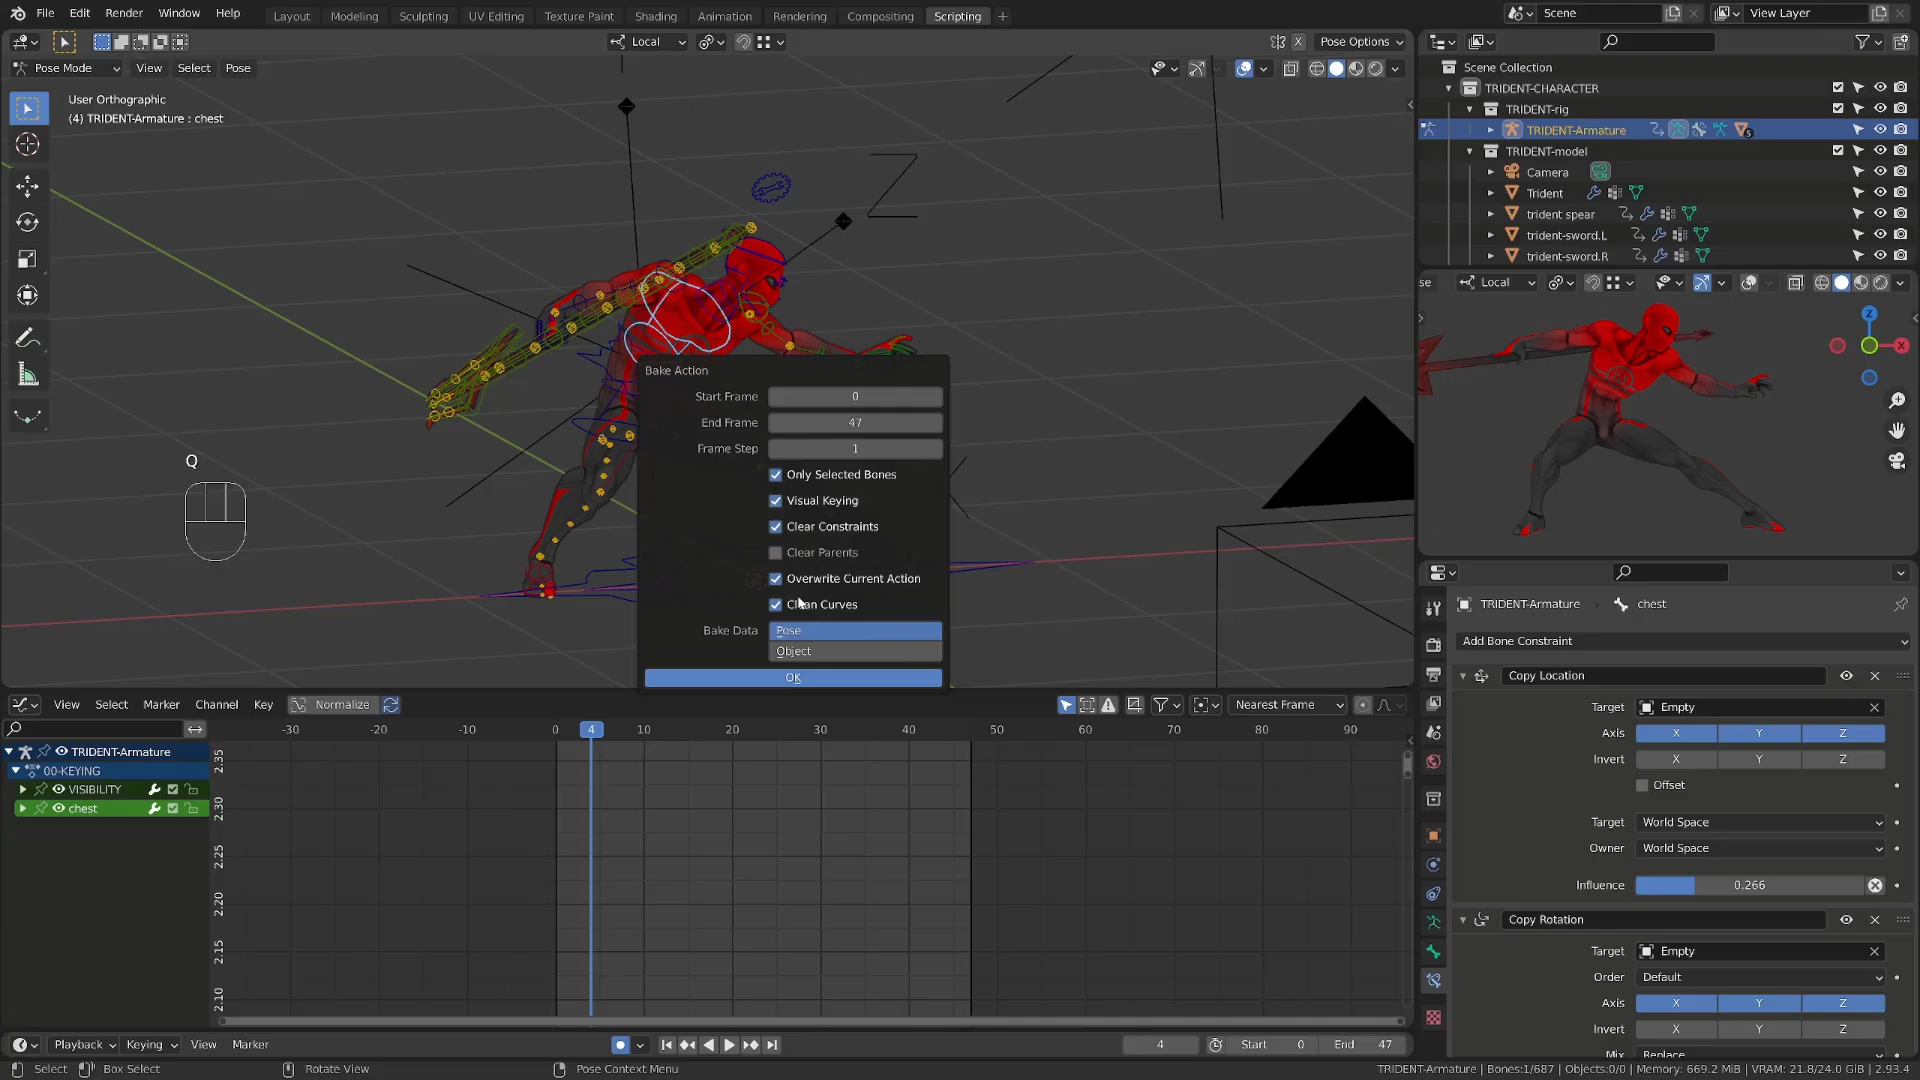 File Edit Render Window Help
Layout Modeling Sculpting UV Editing Texture Paint Shading Animation Rendering Compositing Scripting +
Scene View Layer
Local X Pose Options
Pose Mode View Select Pose
User Orthographic
(4) TRIDENT-Armature : chest
Scene Collection
TRIDENT-CHARACTER
TRIDENT-rig
TRIDENT-Armature
5
TRIDENT-model
Camera
Trident
trident spear
trident-sword.L
trident-sword.R
se Local
Z
X
Z
Q
Bake Action
Start Frame 0
End Frame 47
Frame Step 1
Only Selected Bones
Visual Keying
Clear Constraints
Clear Parents
Overwrite Current Action
Clean Curves
Bake Data Pose
Object
OK
TRIDENT-Armature chest
Add Bone Constraint
Copy Location
Target Empty
Axis X Y Z
Invert X Y Z
Offset
Target World Space
Owner World Space
Influence 0.266
Copy Rotation
Target Empty
Order Default
Axis X Y Z
Invert X Y Z
Mix Replace
View Select Marker Channel Key Normalize Nearest Frame
-30 -20 -10 0 4 10 20 30 40 50 60 70 80 90
TRIDENT-Armature
00-KEYING
VISIBILITY
chest
2.35
2.30
2.25
2.20
2.15
2.10
Playback Keying View Marker 4 Start 0 End 47
Select Box Select Rotate View Pose Context Menu TRIDENT-Armature | Bones:1/687 | Objects:0/0 | Memory: 669.2 MiB | VRAM: 21.8/24.0 GiB | 2.93.4